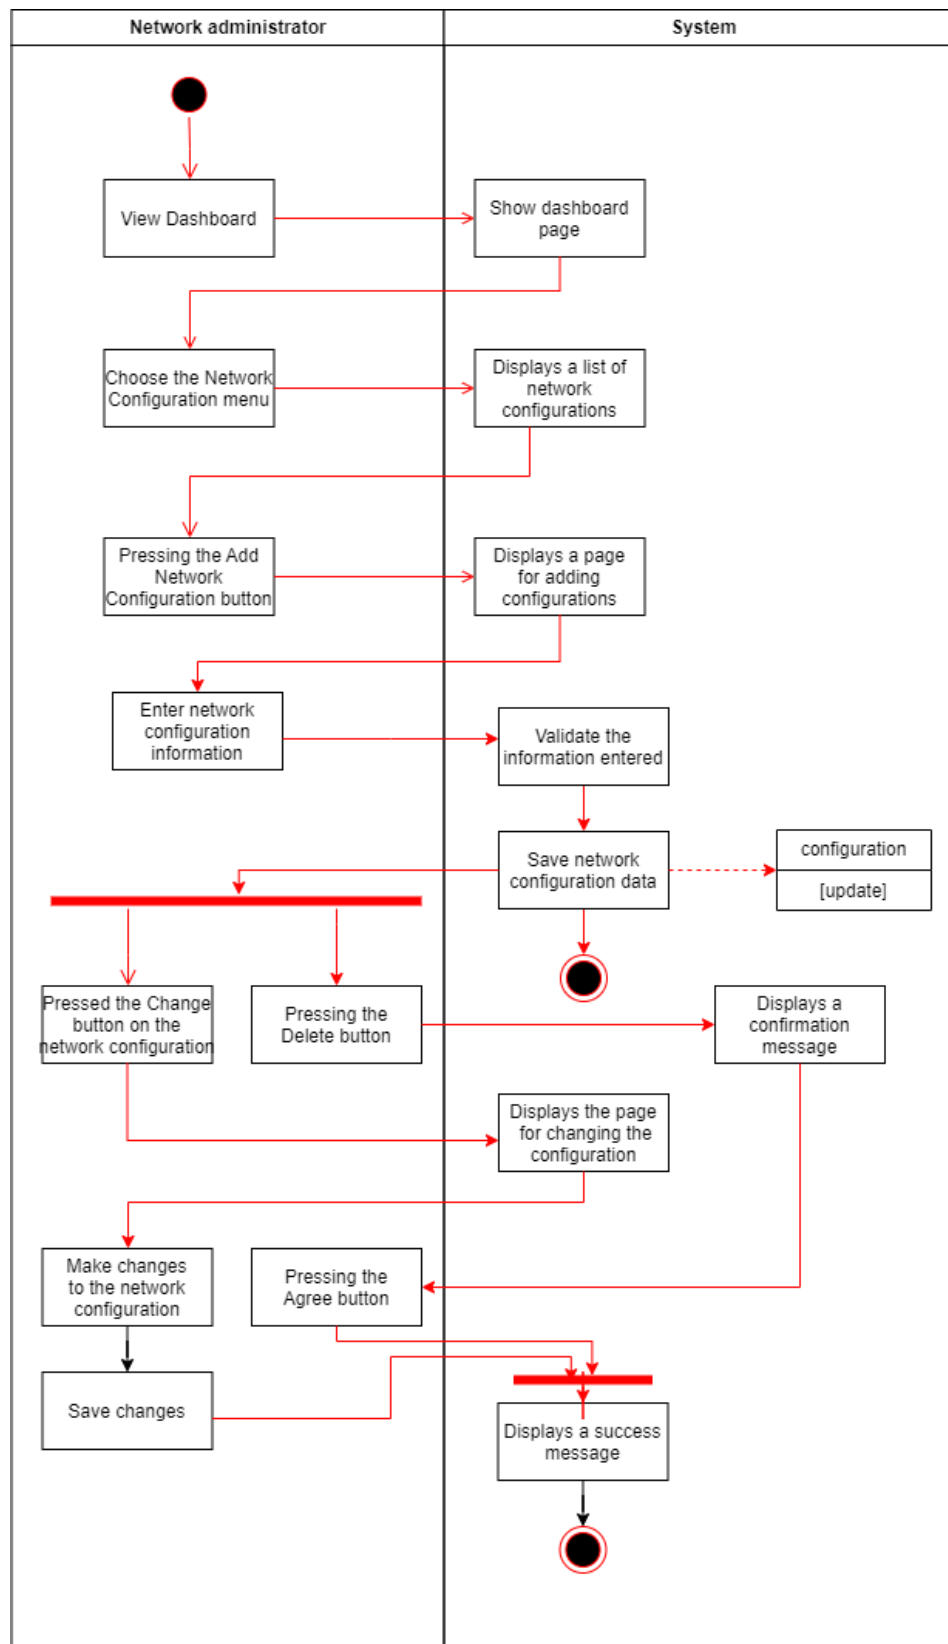 Network administrator
System
View Dashboard
Show dashboard
page
Choose the Network
Configuration menu
Displays a list of
network
configurations
Pressing the Add
Network
Configuration button
Displays a page
for adding
configurations
Enter network
configuration
information
Validate the
information entered
Save network
configuration data
configuration
[update]
Pressed the Change
button on the
network configuration
Pressing the
Delete button
Displays a
confirmation
message
Displays the page
for changing the
configuration
Make changes
to the network
configuration
Pressing the
Agree button
Save changes
Displays a success
message